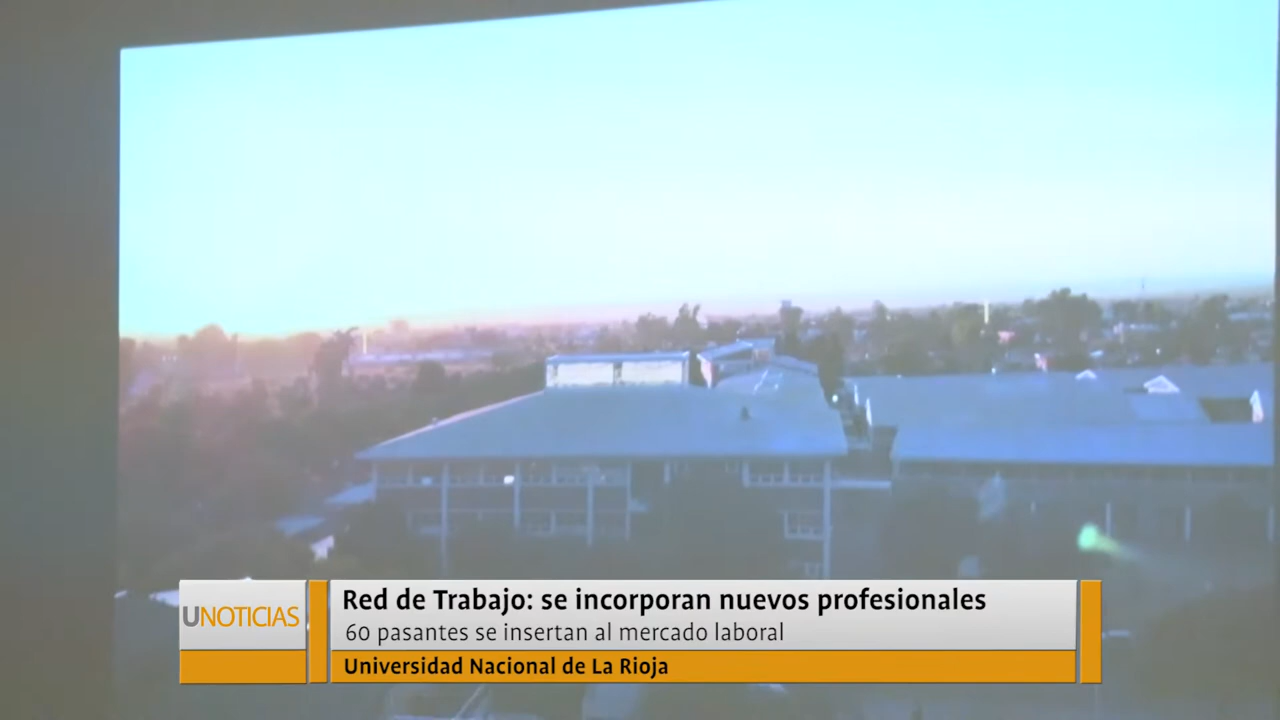 UNOTICIAS
Red de Trabajo: se incorporan nuevos profesionales
60 pasantes se insertan al mercado laboral
Universidad Nacional de La Rioja